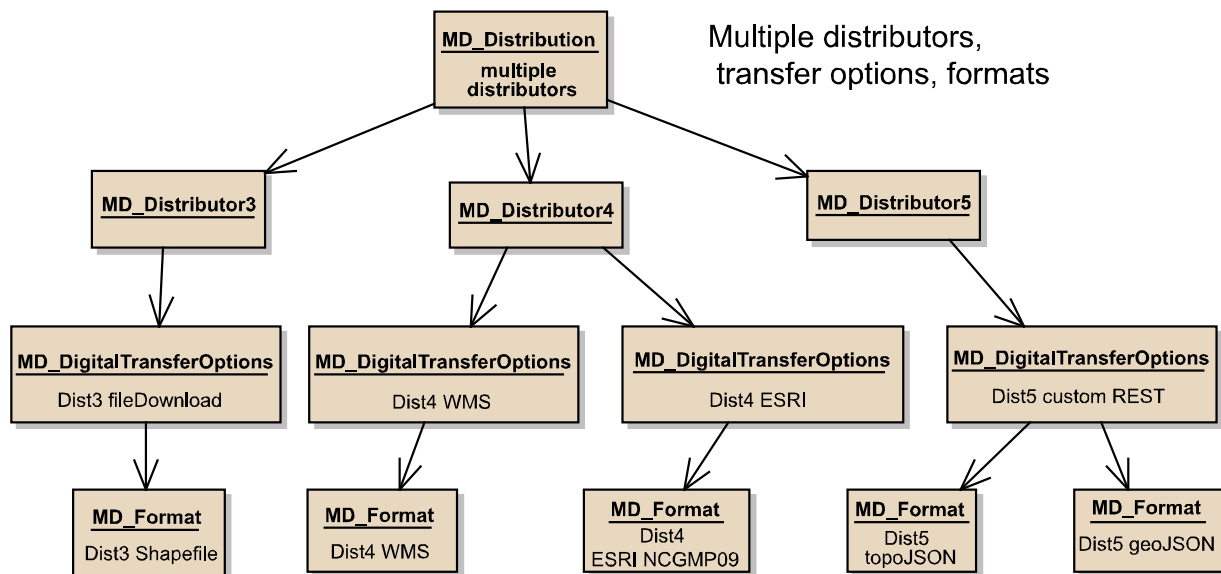 MD_Distribution
multiple
distributors
Multiple distributors,
transfer options, formats
MD_Distributor3
MD_Distributor4
MD_Distributor5
MD_DigitalTransferOptions
Dist3 fileDownload
MD_DigitalTransferOptions
Dist4 WMS
MD_DigitalTransferOptions
Dist4 ESRI
MD_DigitalTransferOptions
Dist5 custom REST
MD_Format
Dist3 Shapefile
MD_Format
Dist4 WMS
MD_Format
Dist4
ESRI NCGMP09
MD_Format
Dist5
topoJSON
MD_Format
Dist5 geoJSON